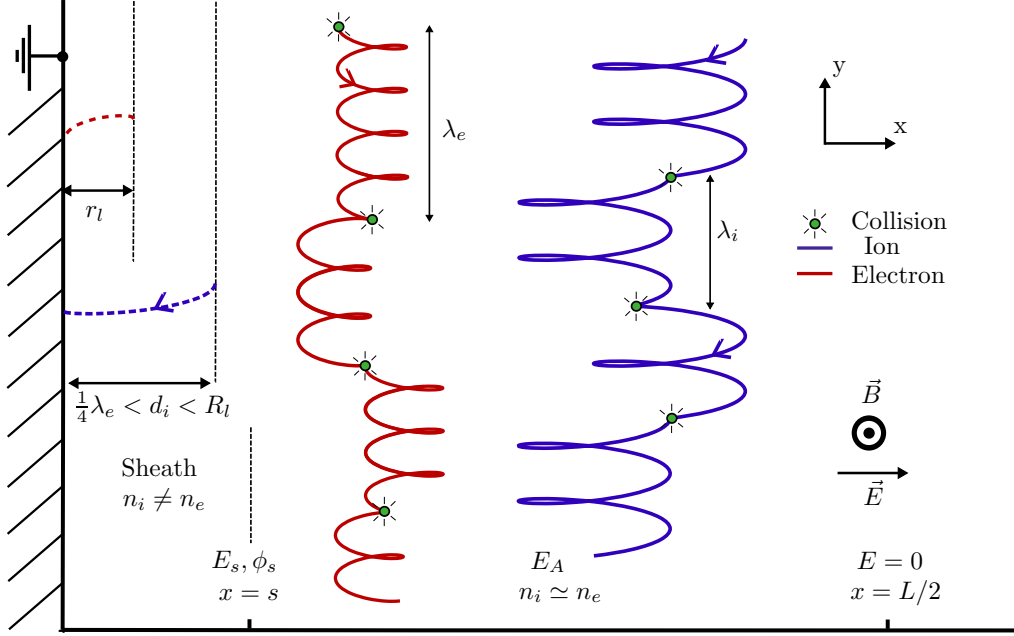 y
x
λ_e
r_l
λ_i
Collision
Ion
Electron
1/4 λ_e < d_i < R_l
B⃗
E⃗
Sheath
n_i ≠ n_e
E_s, ϕ_s
x = s
E_A
n_i ≃ n_e
E = 0
x = L/2